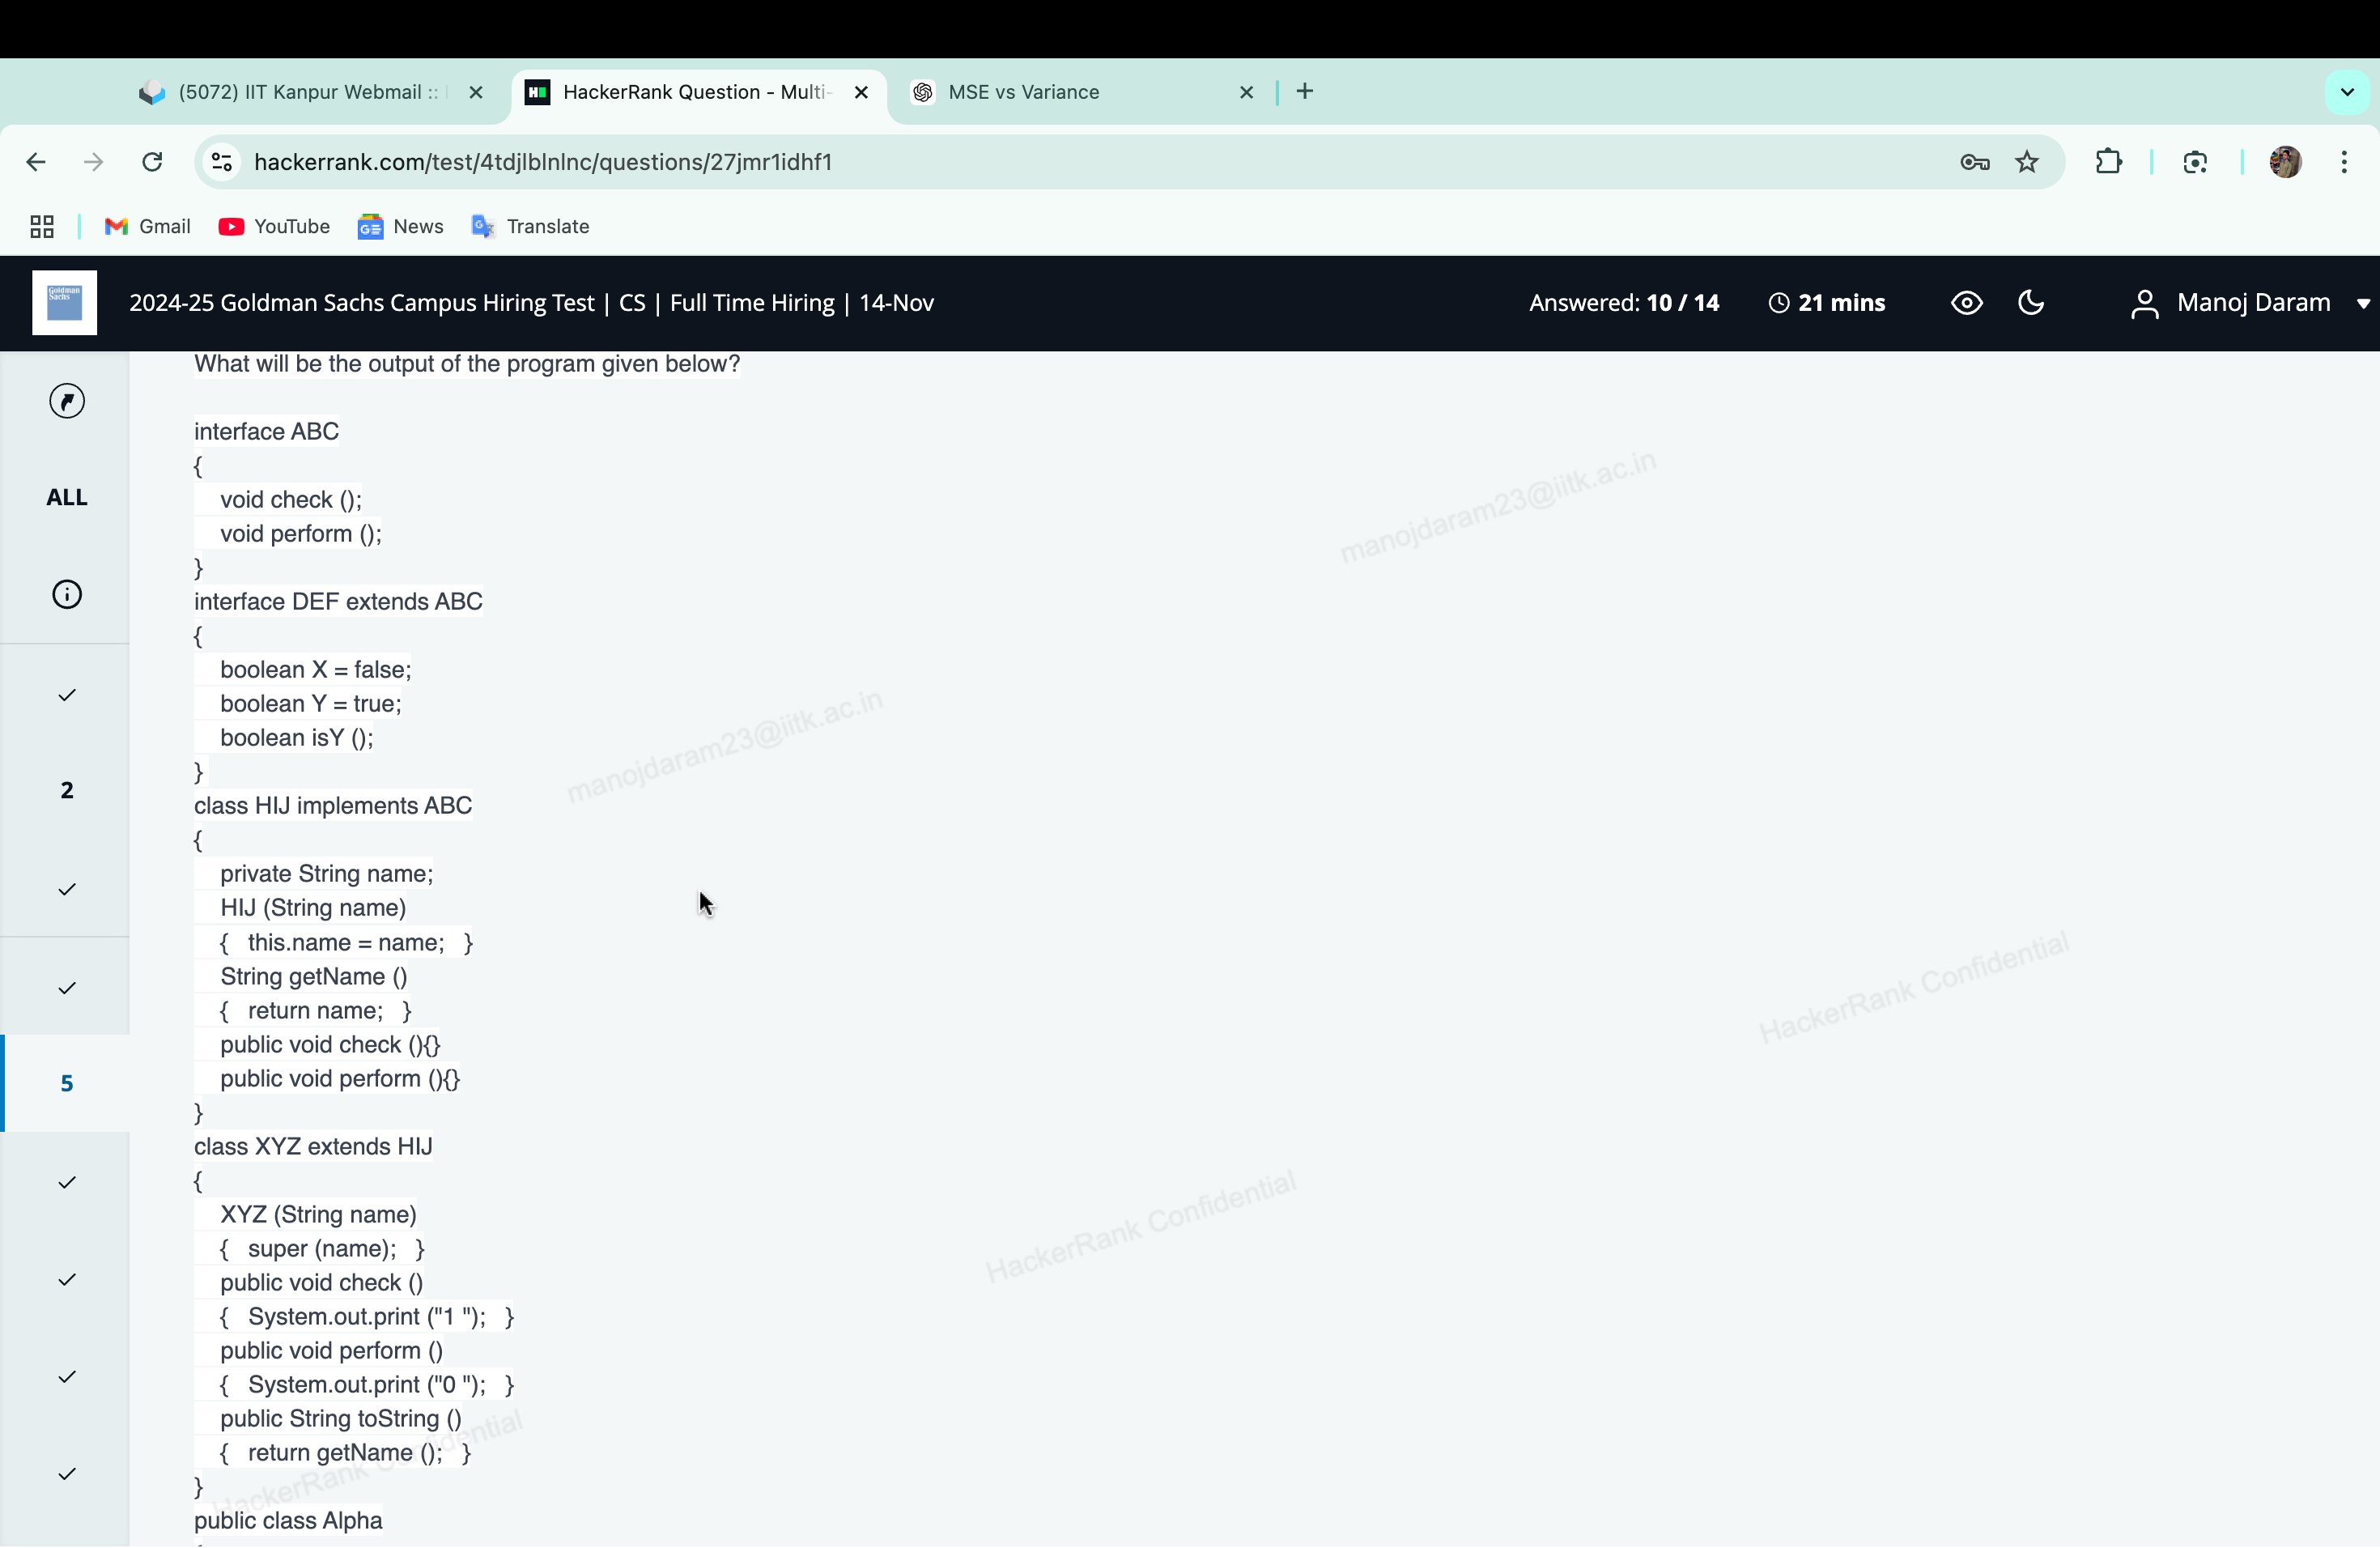 (5072) IIT Kanpur Webmail ::
HackerRank Question - Multi-
MSE vs Variance
hackerrank.com/test/4tdjlblnlnc/questions/27jmr1idhf1
Gmail
YouTube
News
Translate
Goldman
Sachs
2024-25 Goldman Sachs Campus Hiring Test | CS | Full Time Hiring | 14-Nov
Answered: 10 / 14
21 mins
Manoj Daram
ALL
2
5
What will be the output of the program given below?
interface ABC
{
void check ();
void perform ();
}
interface DEF extends ABC
{
boolean X = false;
boolean Y = true;
boolean isY ();
}
class HIJ implements ABC
{
private String name;
HIJ (String name)
{ this.name = name; }
String getName ()
{ return name; }
public void check (){}
public void perform (){}
}
class XYZ extends HIJ
{
XYZ (String name)
{ super (name); }
public void check ()
{ System.out.print ("1 "); }
public void perform ()
{ System.out.print ("0 "); }
public String toString ()
{ return getName (); }
}
public class Alpha
manojdaram23@iitk.ac.in
manojdaram23@iitk.ac.in
HackerRank Confidential
HackerRank Confidential
HackerRank Confidential